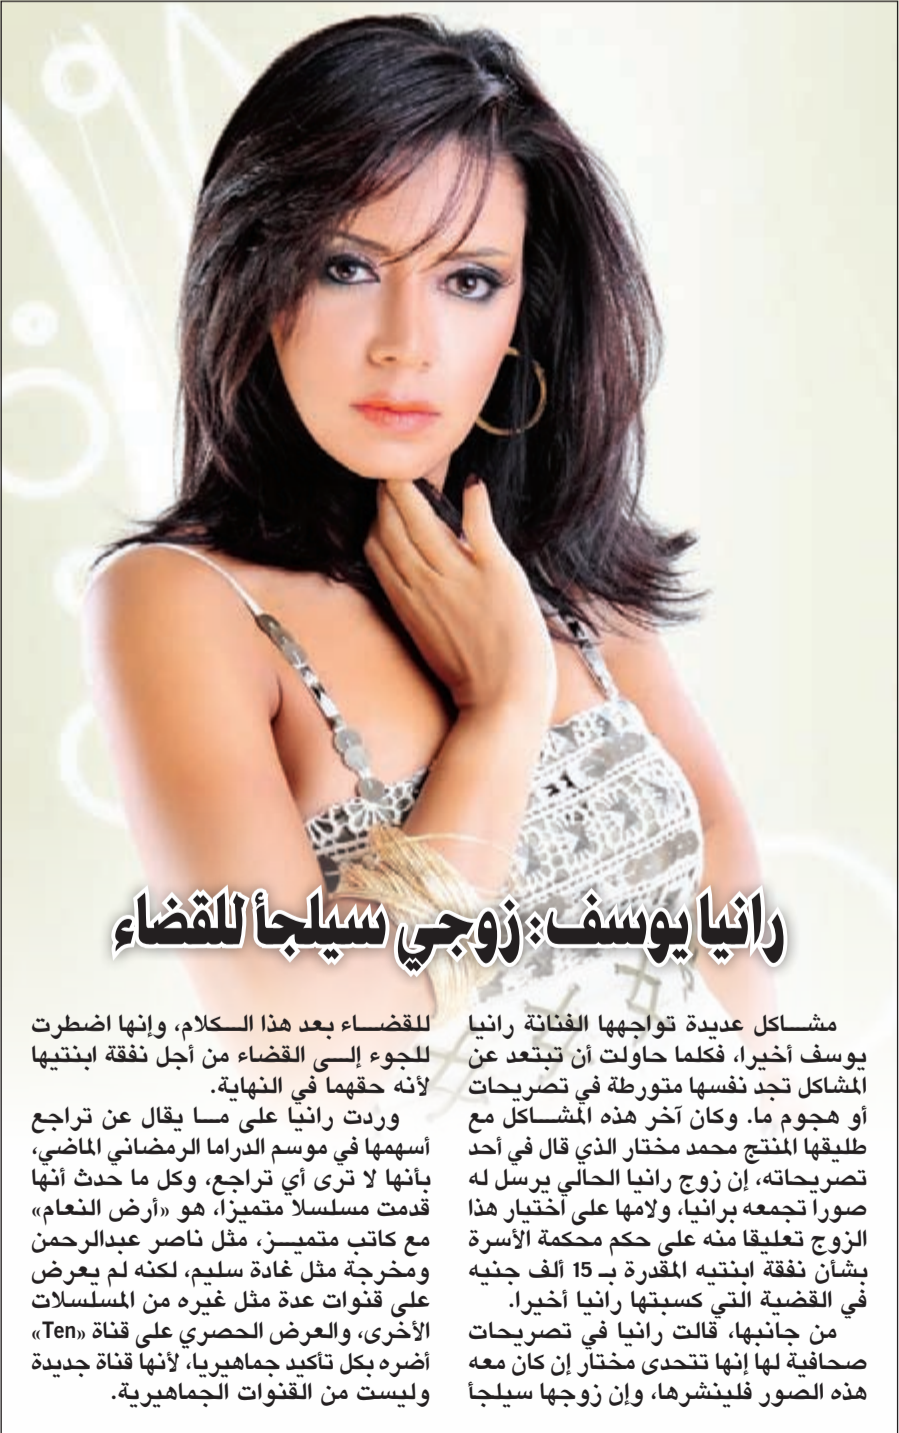 رانيا يوسف: زوجي سيلجأ للقضاء
مشـــاكل عديدة تواجهها الفنانة رانيا
يوسف أخيرا، فكلما حاولت أن تبتعد عن
المشاكل تجد نفسها متورطة في تصريحات
أو هجوم ما. وكان آخر هذه المشـــاكل مع
طليقها المنتج محمد مختار الذي قال في أحد
تصريحاته، إن زوج رانيا الحالي يرسل له
صورا تجمعه برانيا، ولامها على اختيار هذا
الزوج تعليقا منه على حكم محكمة الأسرة
بشأن نفقة ابنتيه المقدرة بـ 15 ألف جنيه
في القضية التي كسبتها رانيا أخيرا.
من جانبها، قالت رانيا في تصريحات
صحافية لها إنها تتحدى مختار إن كان معه
هذه الصور فلينشرها، وإن زوجها سيلجأ
للقضـــاء بعد هذا الـــكلام، وإنها اضطرت
للجوء إلـــى القضاء من أجل نفقة ابنتيها
لأنه حقهما في النهاية.
وردت رانيا على مـــا يقال عن تراجع
أسهمها في موسم الدراما الرمضاني الماضي،
بأنها لا ترى أي تراجع، وكل ما حدث أنها
قدمت مسلسلا متميزا، هو «أرض النعام»
مع كاتب متميـــز، مثل ناصر عبدالرحمن
ومخرجة مثل غادة سليم، لكنه لم يعرض
على قنوات عدة مثل غيره من المسلسلات
الأخرى، والعرض الحصري على قناة «Ten»
أضره بكل تأكيد جماهيريا، لأنها قناة جديدة
وليست من القنوات الجماهيرية.